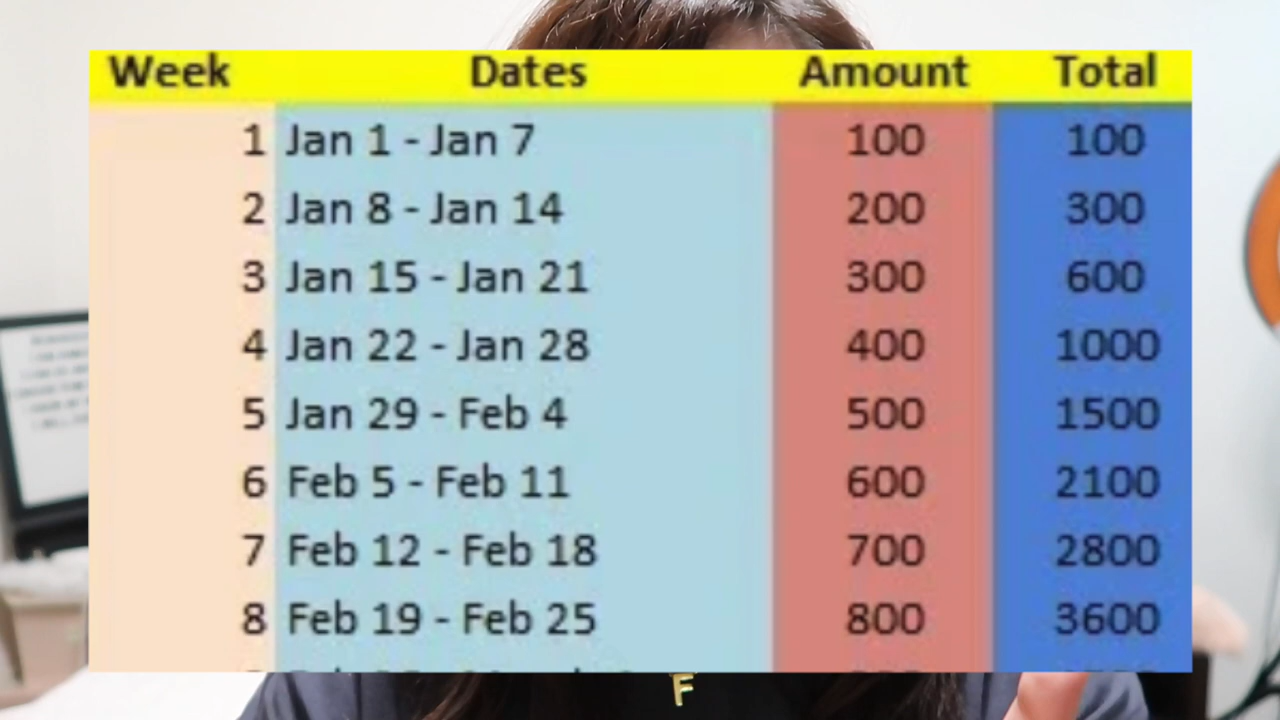 Week Dates Amount Total
1 Jan 1 - Jan 7 100 100
2 Jan 8 - Jan 14 200 300
3 Jan 15 - Jan 21 300 600
4 Jan 22 - Jan 28 400 1000
5 Jan 29 - Feb 4 500 1500
6 Feb 5 - Feb 11 600 2100
7 Feb 12 - Feb 18 700 2800
8 Feb 19 - Feb 25 800 3600
F